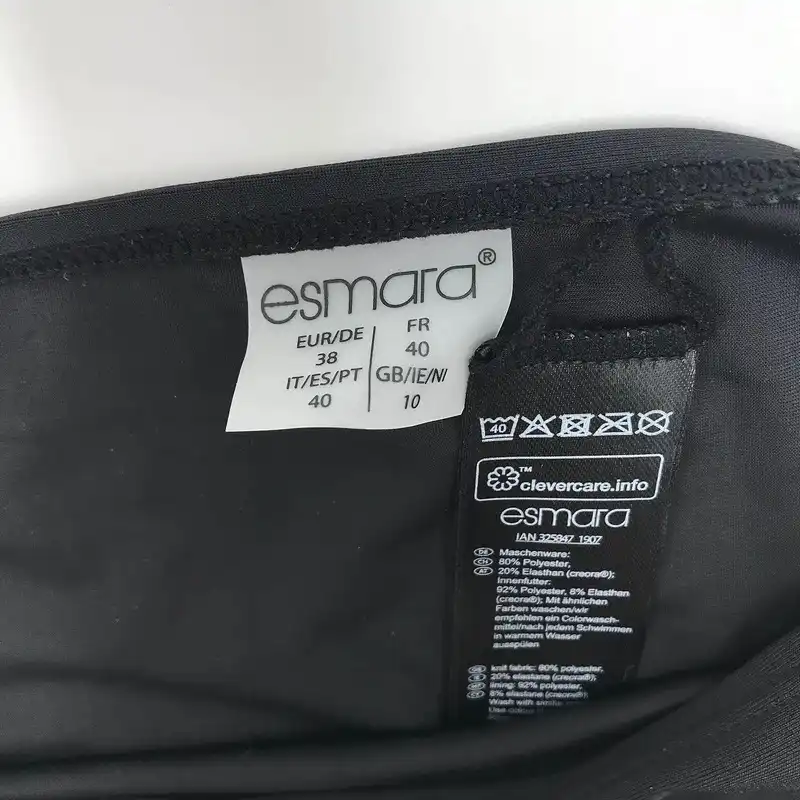 esmara®
EUR/DE
38
IT/ES/PT
40
FR
40
GB/IE/NI
10
40
™
clevercare.info
esmara
IAN 325847 1907
DE Maschenware:
CH 80% Polyester,
AT 20% Elasthan (creora®);
Innenfutter:
92% Polyester, 8% Elasthan
(creora®); Mit ähnlichen
Farben waschen/wir
empfehlen ein Colorwasch-
mittel/nach jedem Schwimmen
in warmem Wasser
ausspülen
knit fabric: 80% polyester,
20% elastane (creora®);
lining: 92% polyester,
8% elastane (creora®);
Wash with similar